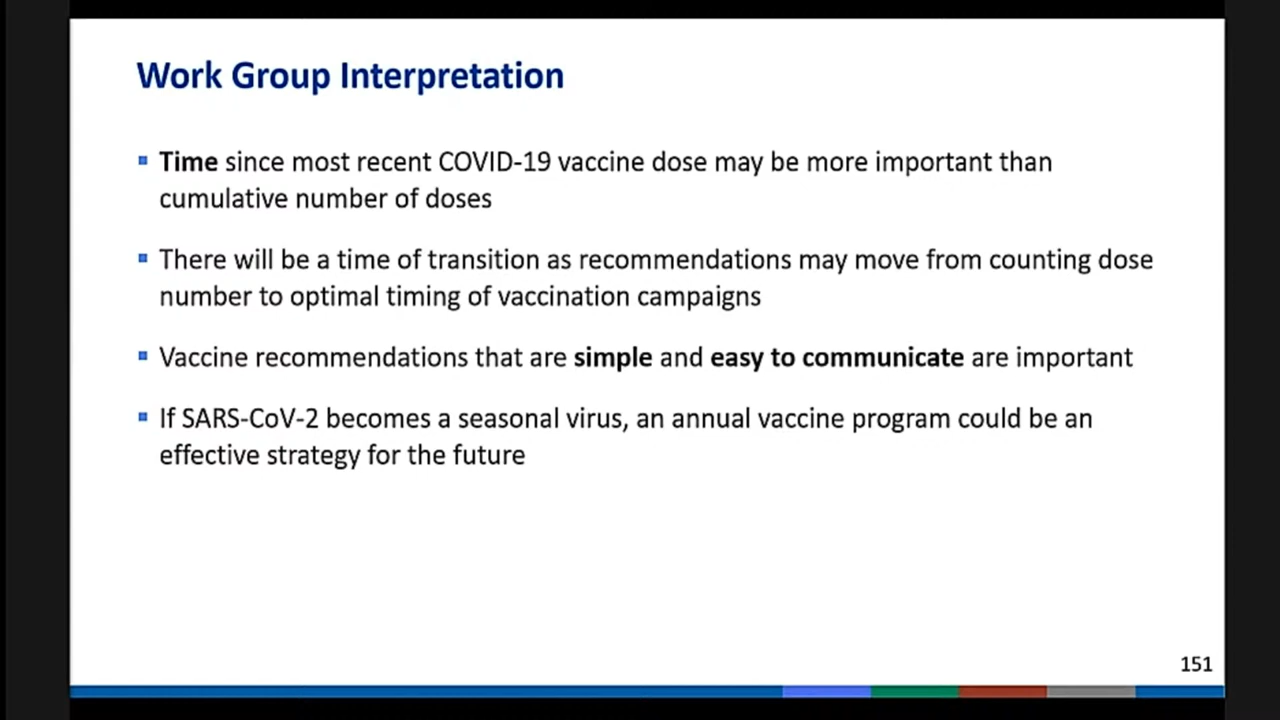 Work Group Interpretation
Time since most recent COVID-19 vaccine dose may be more important than
cumulative number of doses
There will be a time of transition as recommendations may move from counting dose
number to optimal timing of vaccination campaigns
Vaccine recommendations that are simple and easy to communicate are important
If SARS-CoV-2 becomes a seasonal virus, an annual vaccine program could be an
effective strategy for the future
151